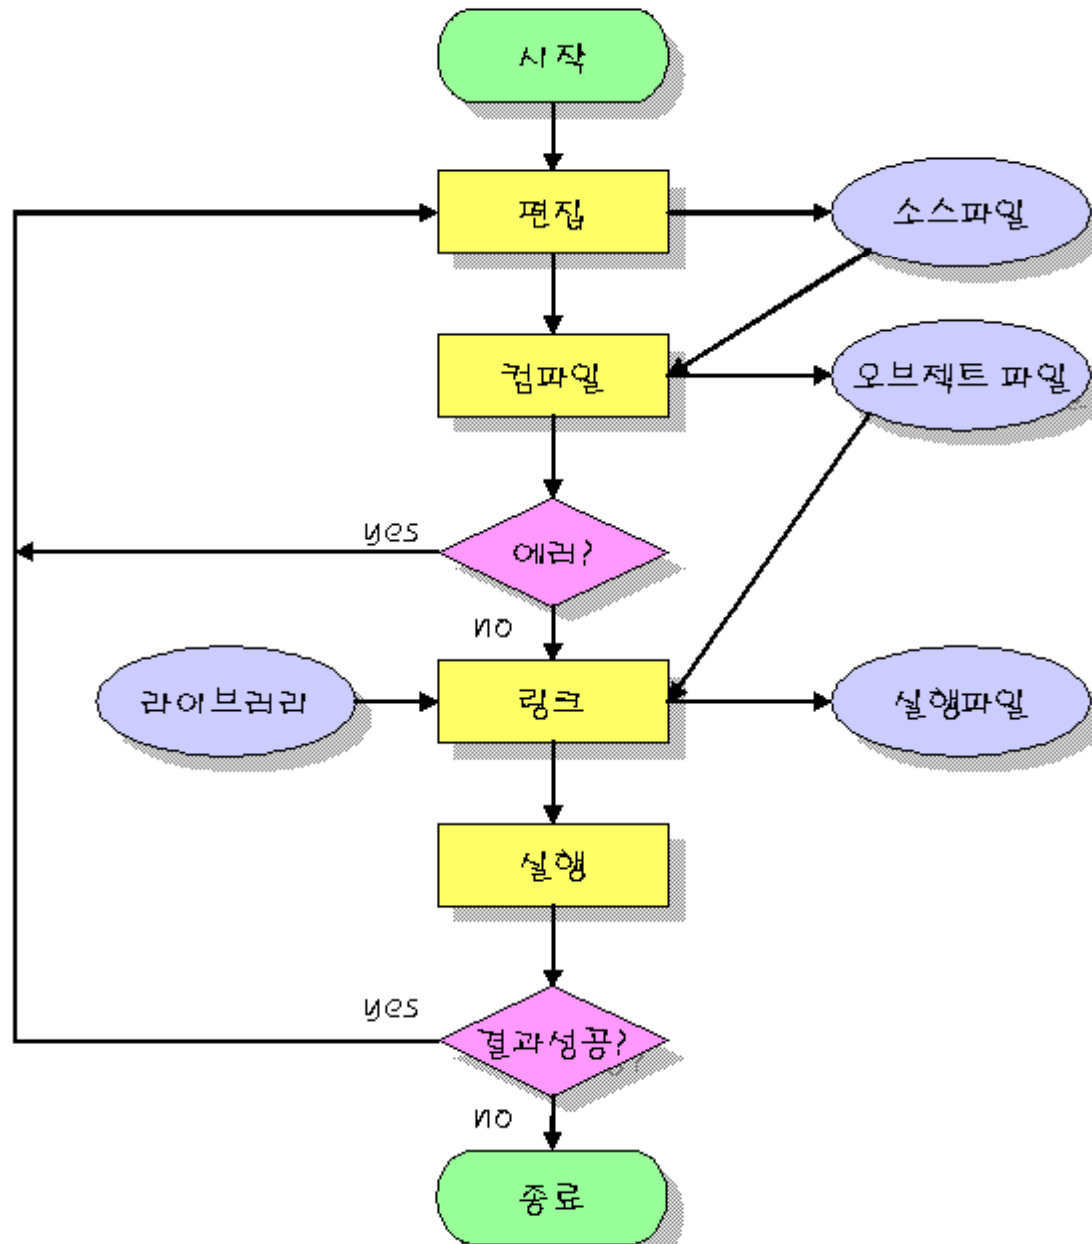 시작
편집
소스파일
컴파일
오브젝트 파일
yes
에러?
no
라이브러리
링크
실행파일
실행
yes
결과성공?
no
종료